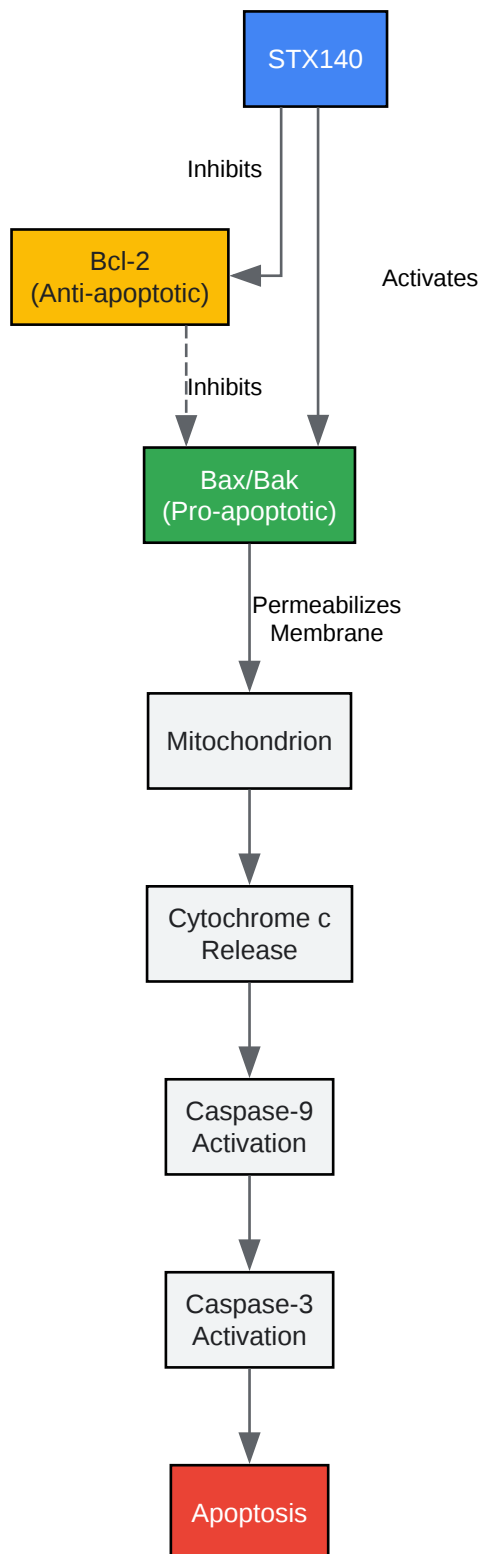 STX140
Inhibits
Bcl-2
(Anti-apoptotic)
Activates
Inhibits
Bax/Bak
(Pro-apoptotic)
Permeabilizes
Membrane
Mitochondrion
Cytochrome c
Release
Caspase-9
Activation
Caspase-3
Activation
Apoptosis